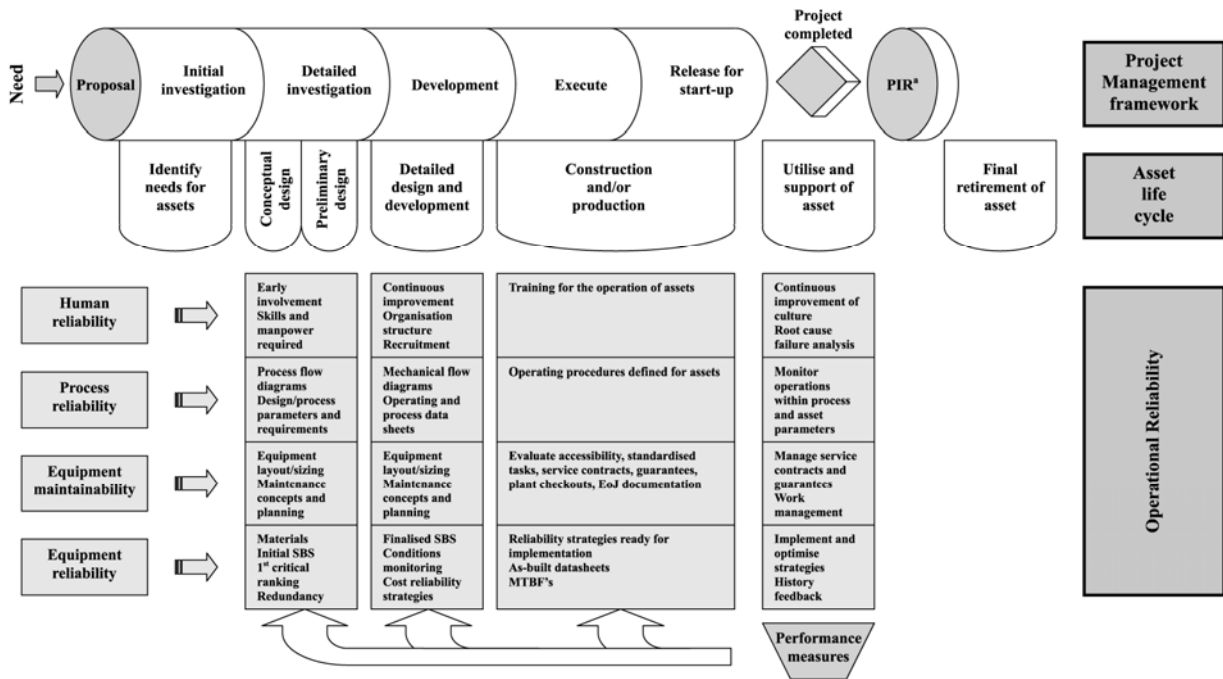 Need
Proposal
Initial
investigation
Detailed
investigation
Development
Execute
Release for
start-up
Project
completed
PIRª
Project
Management
framework
Identify
needs for
assets
Conceptual
design
Preliminary
design
Detailed
design and
development
Construction
and/or
production
Utilise and
support of
asset
Final
retirement of
asset
Asset
life
cycle
Human
reliability
Early
involvement
Skills and
manpower
required
Continuous
improvement
Organisation
structure
Recruitment
Training for the operation of assets
Continuous
improvement of
culture
Root cause
failure analysis
Process
reliability
Process flow
diagrams
Design/process
parameters and
requirements
Mechanical flow
diagrams
Operating and
process data
sheets
Operating procedures defined for assets
Monitor
operations
within process
and asset
parameters
Equipment
maintainability
Equipment
layout/sizing
Maintenance
concepts and
planning
Equipment
layout/sizing
Maintenance
concepts and
planning
Evaluate accessibility, standardised
tasks, service contracts, guarantees,
plant checkouts, EoJ documentation
Manage service
contracts and
guarantees
Work
management
Equipment
reliability
Materials
Initial SBS
1st critical
ranking
Redundancy
Finalised SBS
Conditions
monitoring
Cost reliability
strategies
Reliability strategies ready for
implementation
As-built datasheets
MTBF's
Implement and
optimise
strategies
History
feedback
Operational Reliability
Performance
measures